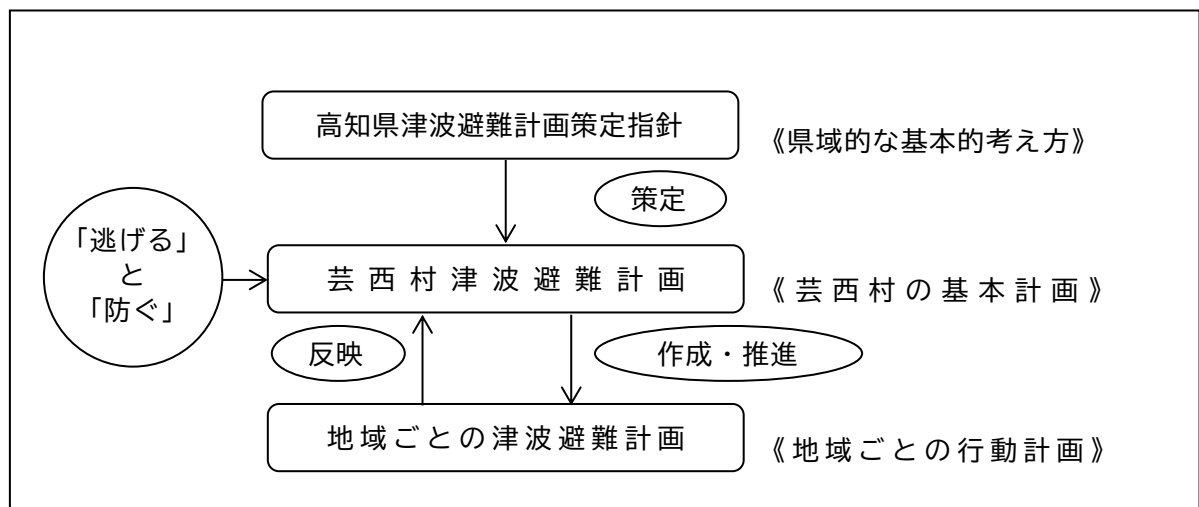 高知県津波避難計画策定指針
《県域的な基本的考え方》
策定
「逃げる」
と
「防ぐ」
芸西村津波避難計画
《芸西村の基本計画》
反映
作成・推進
地域ごとの津波避難計画
《地域ごとの行動計画》